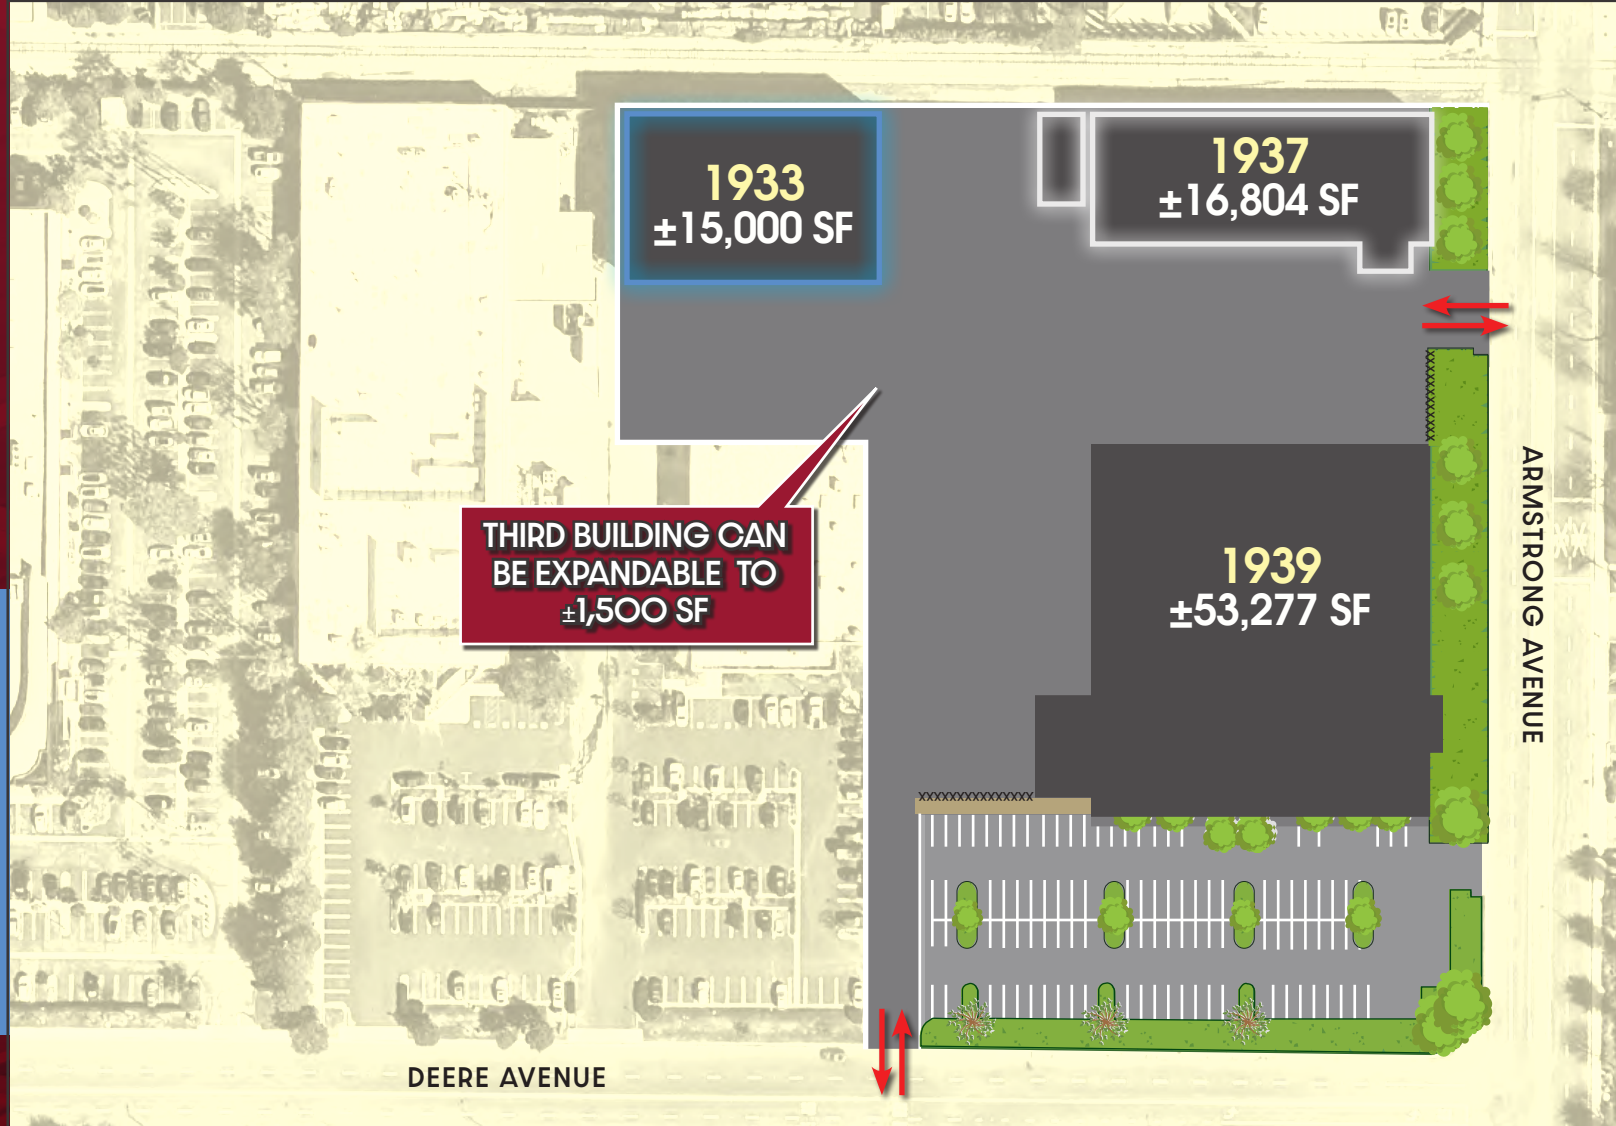 1933
±15,000 SF
1937
±16,804 SF
THIRD BUILDING CAN
BE EXPANDABLE TO
±1,500 SF
1939
±53,277 SF
ARMSTRONG AVENUE
XXXXXXXXXXXXXXX
DEERE AVENUE